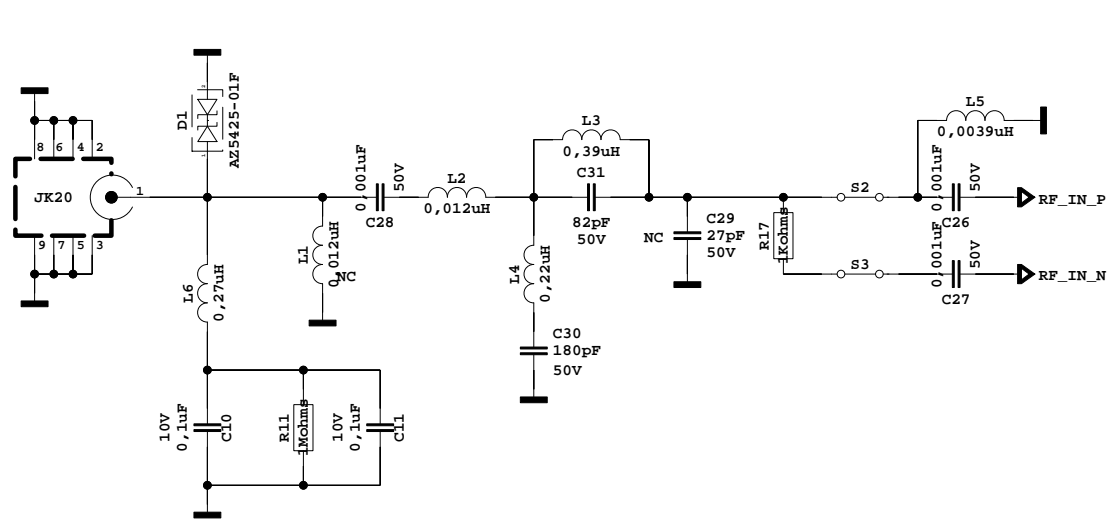 JK20
8
6
4
2
1
9
7
5
3
D1
AZ5425-01F
2
1
L6
0,27uH
10V
0,1uF
C10
R11
1Mohms
10V
0,1uF
C11
L1
0,012uH
NC
0,001uF
50V
C28
L2
0,012uH
L3
0,39uH
C31
82pF
50V
L4
0,22uH
C30
180pF
50V
NC
C29
27pF
50V
R17
1Kohms
S2
S3
L5
0,0039uH
0,001uF
50V
C26
RF_IN_P
0,001uF
50V
C27
RF_IN_N